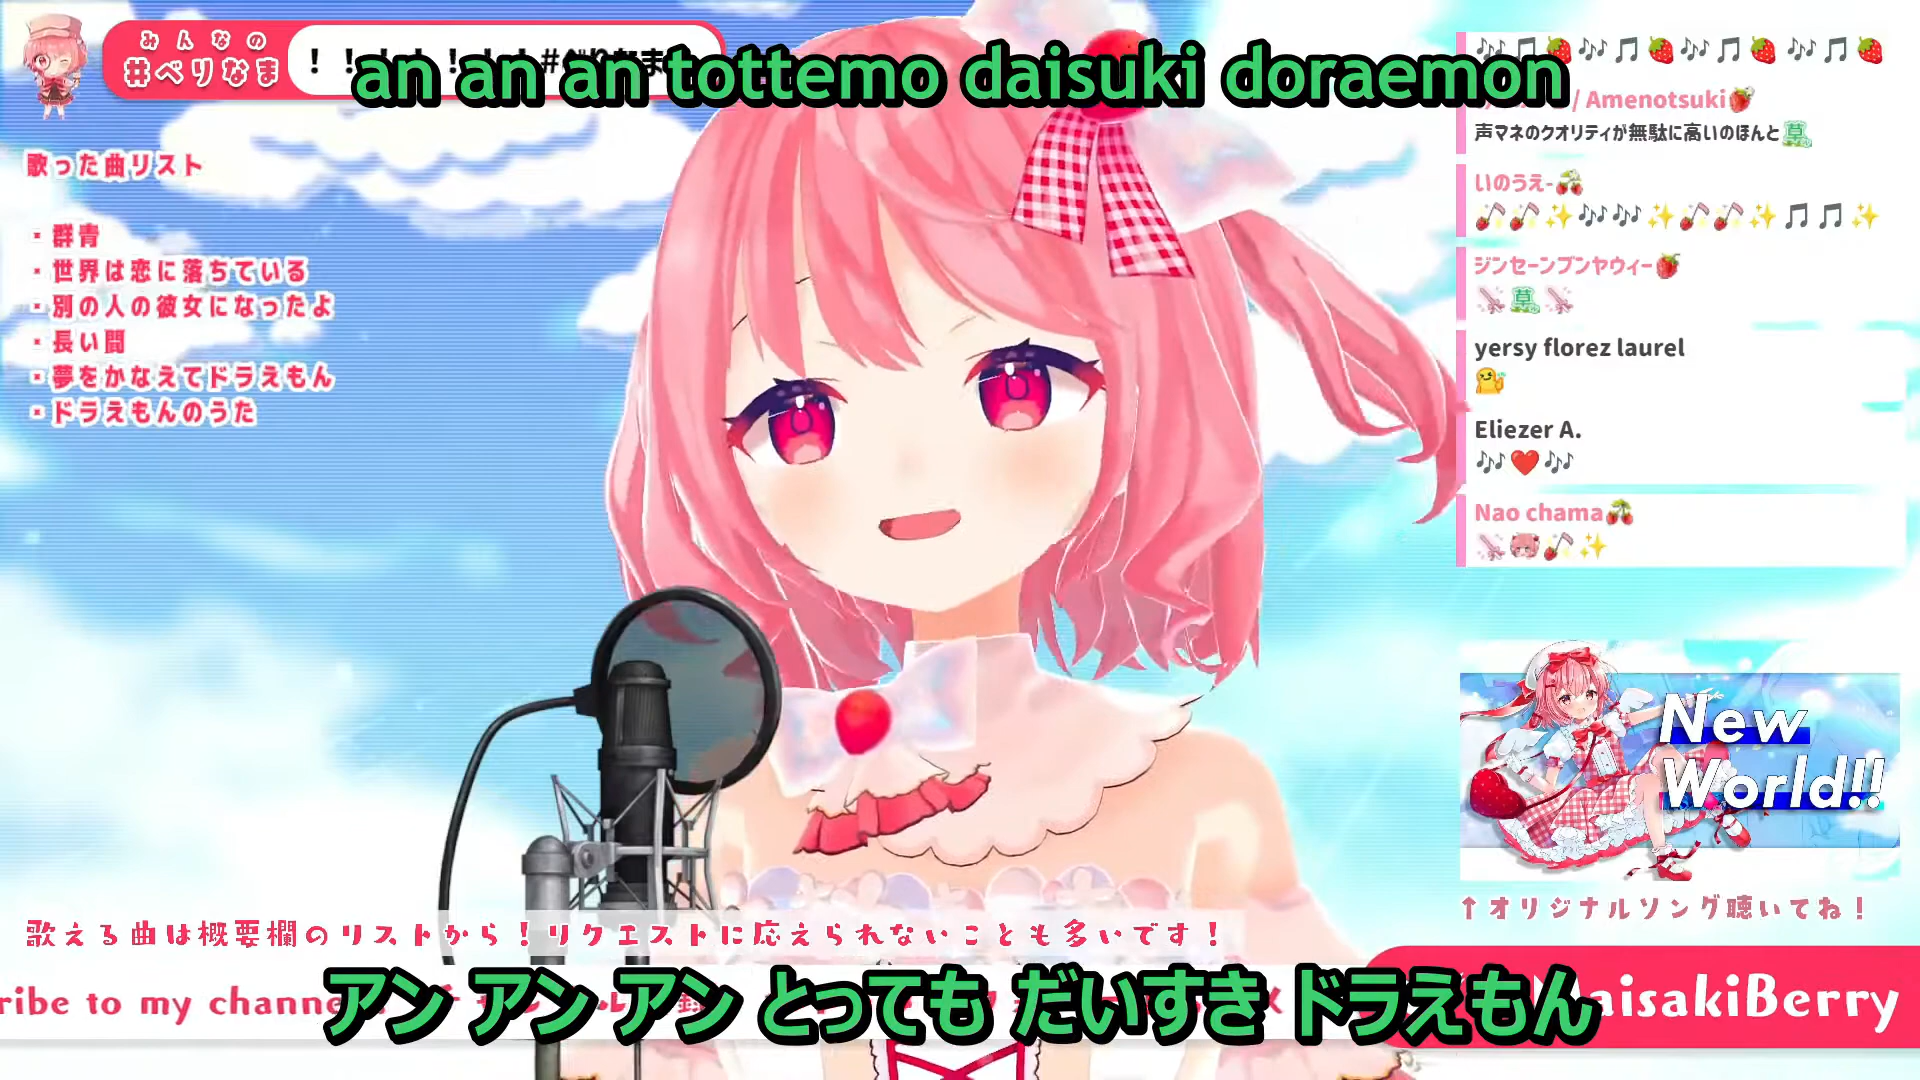 みんなの
#べりなま
an an an tottemo daisuki doraemon
歌った曲リスト
・群青
・世界は恋に落ちている
・別の人の彼女になったよ
・長い間
・夢をかなえてドラえもん
・ドラえもんのうた
/ Amenotsuki
声マネのクオリティが無駄に高いのほんと草
いのうえ-
ジンセーンブンヤウィー
草
yersy florez laurel
Eliezer A.
Nao chama
New
World!!
↑オリジナルソング聴いてね！
歌える曲は概要欄のリストから！リクエストに応えられないことも多いです！
ribe to my channe
aisakiBerry
アン アン アン とっても だいすき ドラえもん